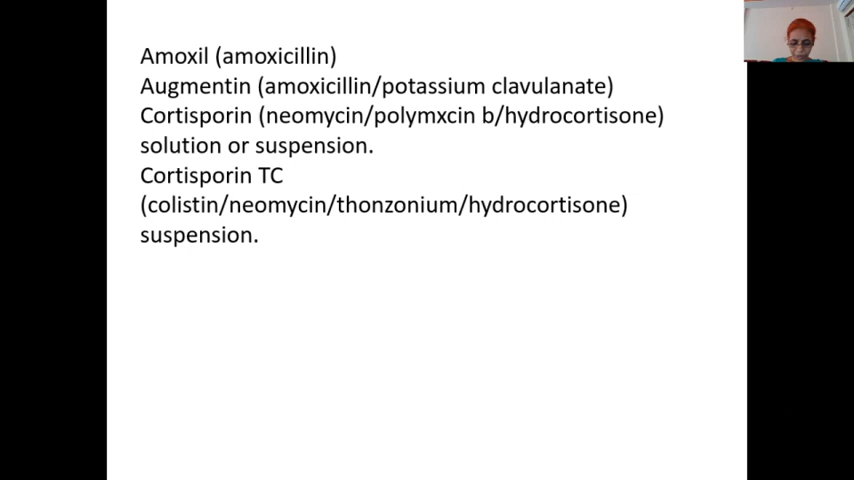 Amoxil (amoxicillin)
Augmentin (amoxicillin/potassium clavulanate)
Cortisporin (neomycin/polymxcin b/hydrocortisone)
solution or suspension.
Cortisporin TC
(colistin/neomycin/thonzonium/hydrocortisone)
suspension.